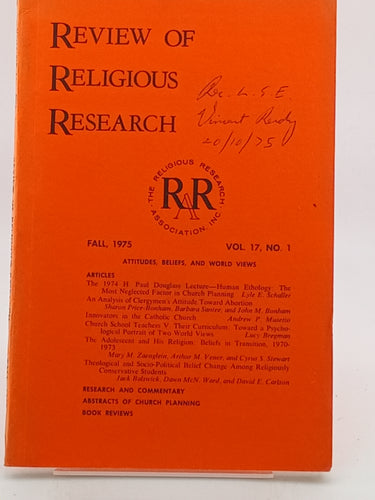 REVIEW OF
RELIGIOUS
RESEARCH
Rec. L. S. E.
Vincent Reidy
20/10/75
THE RELIGIOUS RESEARCH ASSOCIATION, INC.
RAR
FALL, 1975 VOL. 17, NO. 1
ATTITUDES, BELIEFS, AND WORLD VIEWS
ARTICLES
The 1974 H. Paul Douglass Lecture—Human Ethology: The
Most Neglected Factor in Church Planning Lyle E. Schaller
An Analysis of Clergymen's Attitude Toward Abortion
Sharon Price-Bonham, Barbara Santee, and John M. Bonham
Innovators in the Catholic Church Andrew P. Musetto
Church School Teachers V. Their Curriculum: Toward a Psycho-
logical Portrait of Two World Views Lucy Bregman
The Adolescent and His Religion: Beliefs in Transition, 1970-
1973
Mary M. Zaenglein, Arthur M. Vener, and Cyrus S. Stewart
Theological and Socio-Political Belief Change Among Religiously
Conservative Students
Jack Balswick, Dawn McN. Ward, and David E. Carlson
RESEARCH AND COMMENTARY
ABSTRACTS OF CHURCH PLANNING
BOOK REVIEWS